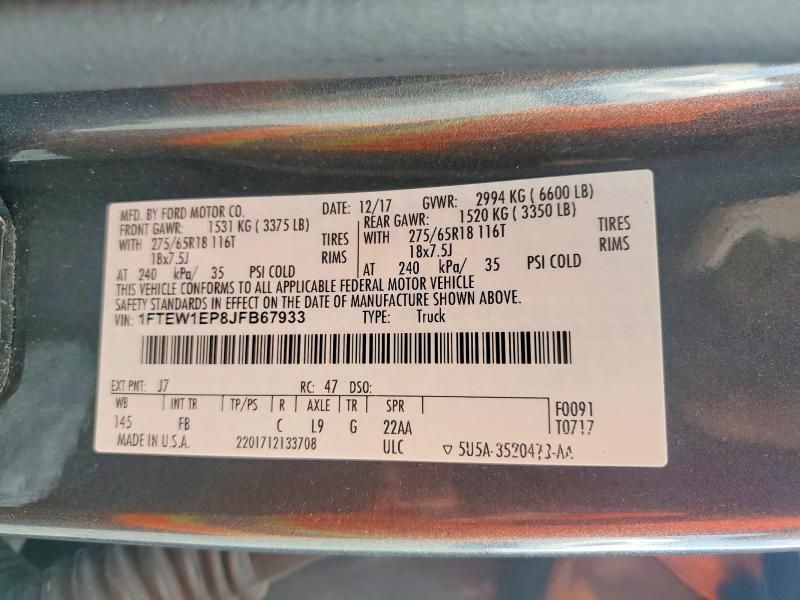 MFD. BY FORD MOTOR CO. DATE: 12/17 GVWR: 2994 KG ( 6600 LB)
FRONT GAWR: 1531 KG ( 3375 LB) REAR GAWR: 1520 KG ( 3350 LB)
WITH 275/65R18 116T TIRES WITH 275/65R18 116T TIRES
18x7.5J RIMS 18x7.5J RIMS
AT 240 kPa/ 35 PSI COLD AT 240 kPa/ 35 PSI COLD
THIS VEHICLE CONFORMS TO ALL APPLICABLE FEDERAL MOTOR VEHICLE
SAFETY STANDARDS IN EFFECT ON THE DATE OF MANUFACTURE SHOWN ABOVE.
VIN: 1FTEW1EP8JFB67933 TYPE: Truck
EXT PNT: J7 RC: 47 DSO:
WB INT TR TP/PS R AXLE TR SPR F0091
145 FB C L9 G 22AA T0717
MADE IN U.S.A. 2201712133708 ULC ▽ 5U5A-3520473-AA